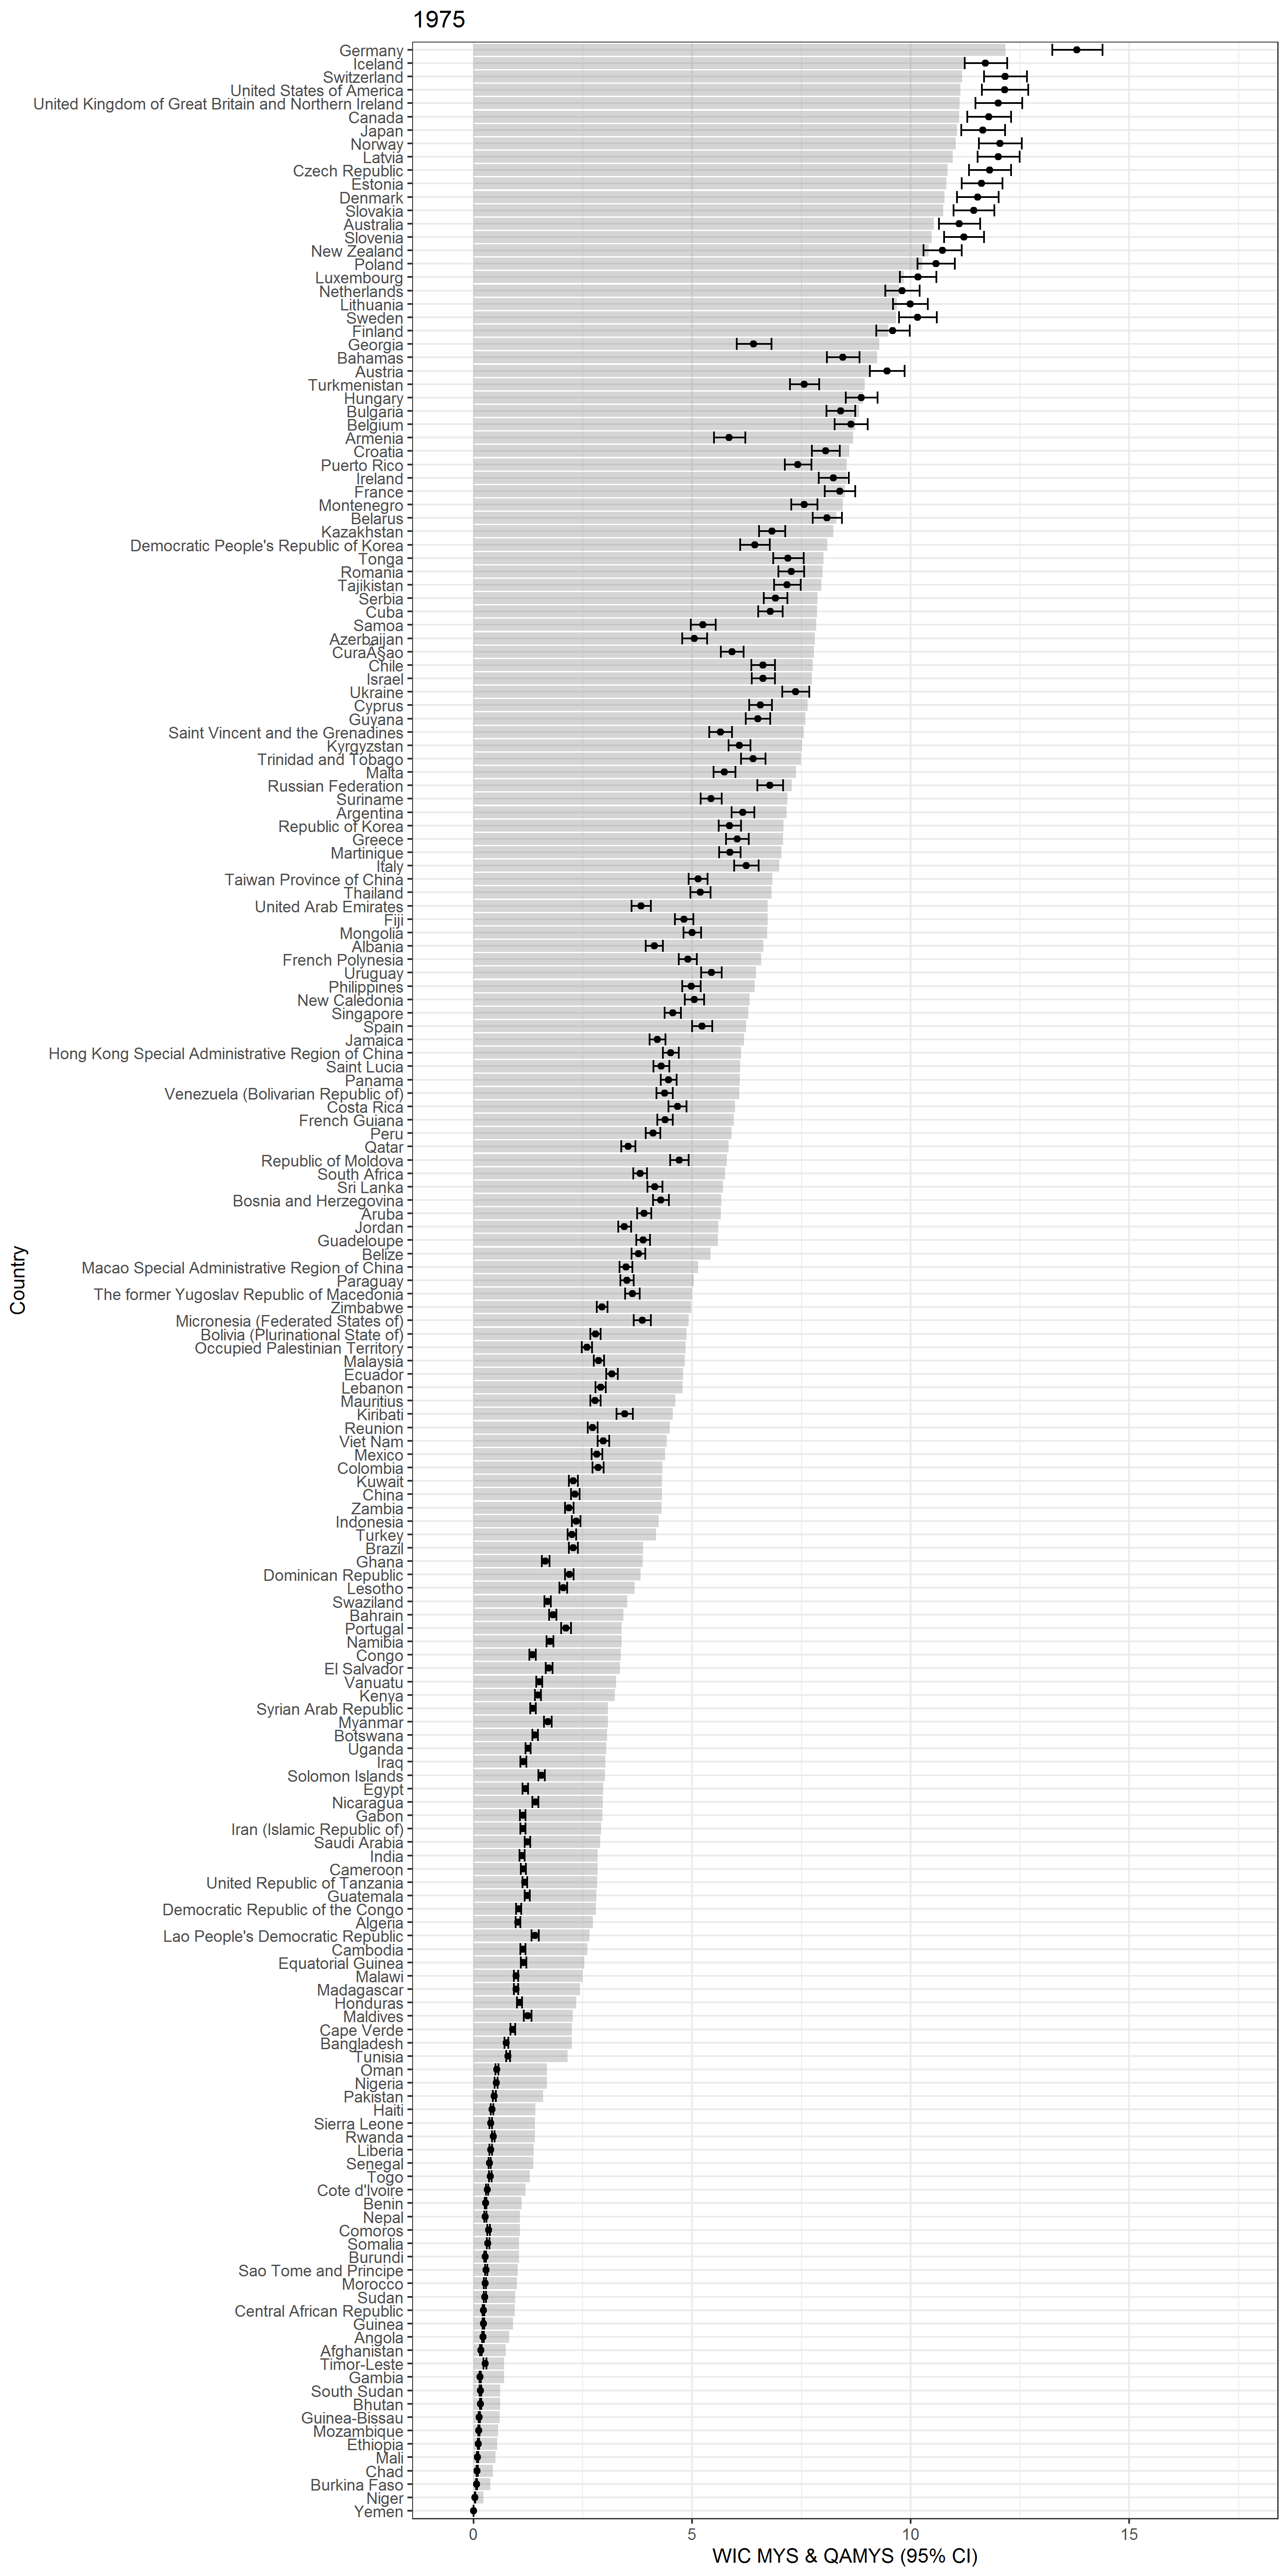 1975
Germany
Iceland
Switzerland
United States of America
United Kingdom of Great Britain and Northern Ireland
Canada
Japan
Norway
Latvia
Czech Republic
Estonia
Denmark
Slovakia
Australia
Slovenia
New Zealand
Poland
Luxembourg
Netherlands
Lithuania
Sweden
Finland
Georgia
Bahamas
Austria
Turkmenistan
Hungary
Bulgaria
Belgium
Armenia
Croatia
Puerto Rico
Ireland
France
Montenegro
Belarus
Kazakhstan
Democratic People's Republic of Korea
Tonga
Romania
Tajikistan
Serbia
Cuba
Samoa
Azerbaijan
CuraÃ§ao
Chile
Israel
Ukraine
Cyprus
Guyana
Saint Vincent and the Grenadines
Kyrgyzstan
Trinidad and Tobago
Malta
Russian Federation
Suriname
Argentina
Republic of Korea
Greece
Martinique
Italy
Taiwan Province of China
Thailand
United Arab Emirates
Fiji
Mongolia
Albania
French Polynesia
Uruguay
Philippines
New Caledonia
Singapore
Spain
Jamaica
Hong Kong Special Administrative Region of China
Saint Lucia
Panama
Venezuela (Bolivarian Republic of)
Costa Rica
French Guiana
Peru
Qatar
Republic of Moldova
South Africa
Sri Lanka
Bosnia and Herzegovina
Aruba
Jordan
Guadeloupe
Belize
Macao Special Administrative Region of China
Paraguay
The former Yugoslav Republic of Macedonia
Zimbabwe
Micronesia (Federated States of)
Bolivia (Plurinational State of)
Occupied Palestinian Territory
Malaysia
Ecuador
Lebanon
Mauritius
Kiribati
Reunion
Viet Nam
Mexico
Colombia
Kuwait
China
Zambia
Indonesia
Turkey
Brazil
Ghana
Dominican Republic
Lesotho
Swaziland
Bahrain
Portugal
Namibia
Congo
El Salvador
Vanuatu
Kenya
Syrian Arab Republic
Myanmar
Botswana
Uganda
Iraq
Solomon Islands
Egypt
Nicaragua
Gabon
Iran (Islamic Republic of)
Saudi Arabia
India
Cameroon
United Republic of Tanzania
Guatemala
Democratic Republic of the Congo
Algeria
Lao People's Democratic Republic
Cambodia
Equatorial Guinea
Malawi
Madagascar
Honduras
Maldives
Cape Verde
Bangladesh
Tunisia
Oman
Nigeria
Pakistan
Haiti
Sierra Leone
Rwanda
Liberia
Senegal
Togo
Cote d'Ivoire
Benin
Nepal
Comoros
Somalia
Burundi
Sao Tome and Principe
Morocco
Sudan
Central African Republic
Guinea
Angola
Afghanistan
Timor-Leste
Gambia
South Sudan
Bhutan
Guinea-Bissau
Mozambique
Ethiopia
Mali
Chad
Burkina Faso
Niger
Yemen
Country
0 5 10 15
WIC MYS & QAMYS (95% CI)